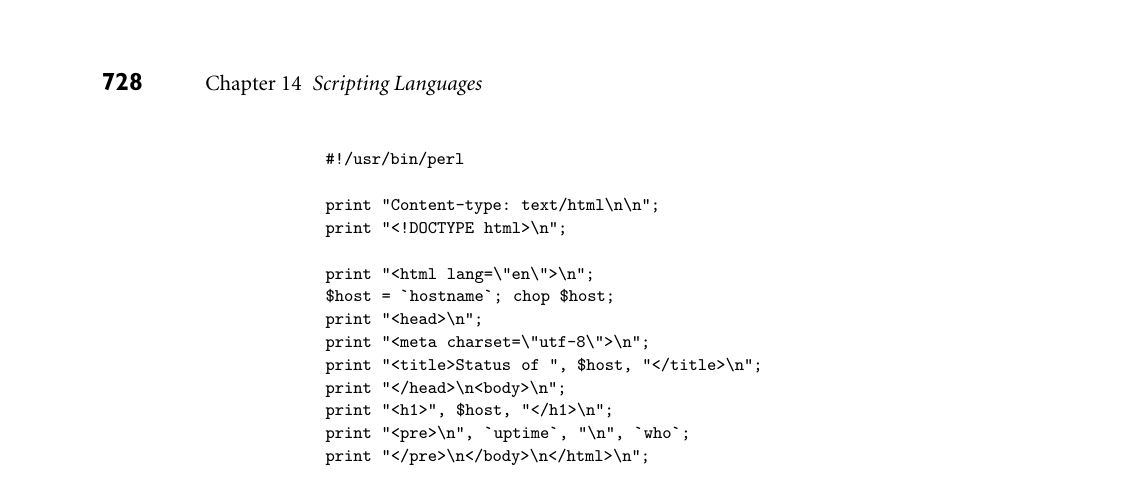 728 Chapter 14 Scripting Languages
#!/usr/bin/perl
print "Content-type: text/html\n\n";
print "<!DOCTYPE html>\n";
print "<html lang=\"en\">\n";
$host = `hostname`; chop $host;
print "<head>\n";
print "<meta charset=\"utf-8\">\n";
print "<title>Status of ", $host, "</title>\n";
print "</head>\n<body>\n";
print "<h1>", $host, "</h1>\n";
print "<pre>\n", `uptime`, "\n", `who`;
print "</pre>\n</body>\n</html>\n";